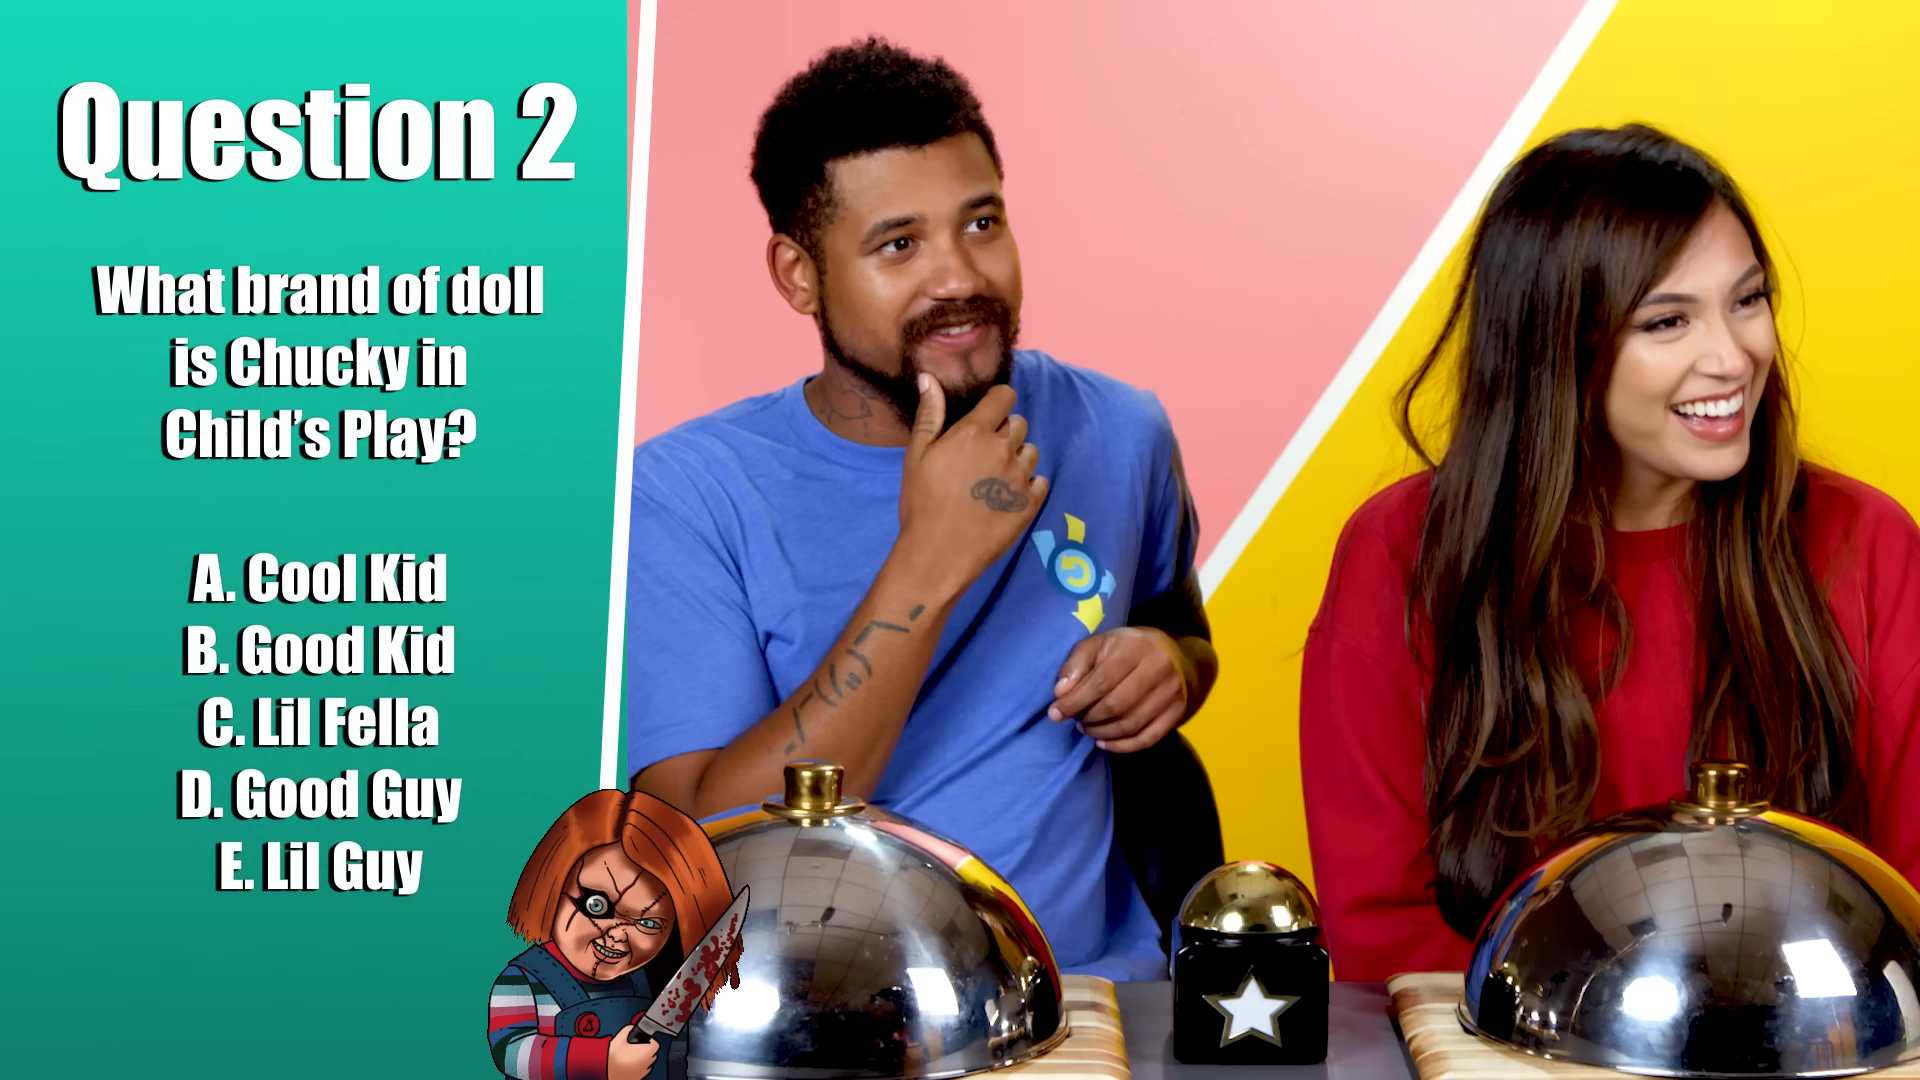 Question 2
What brand of doll
is Chucky in
Child's Play?
A. Cool Kid
B. Good Kid
C. Lil Fella
D. Good Guy
E. Lil Guy